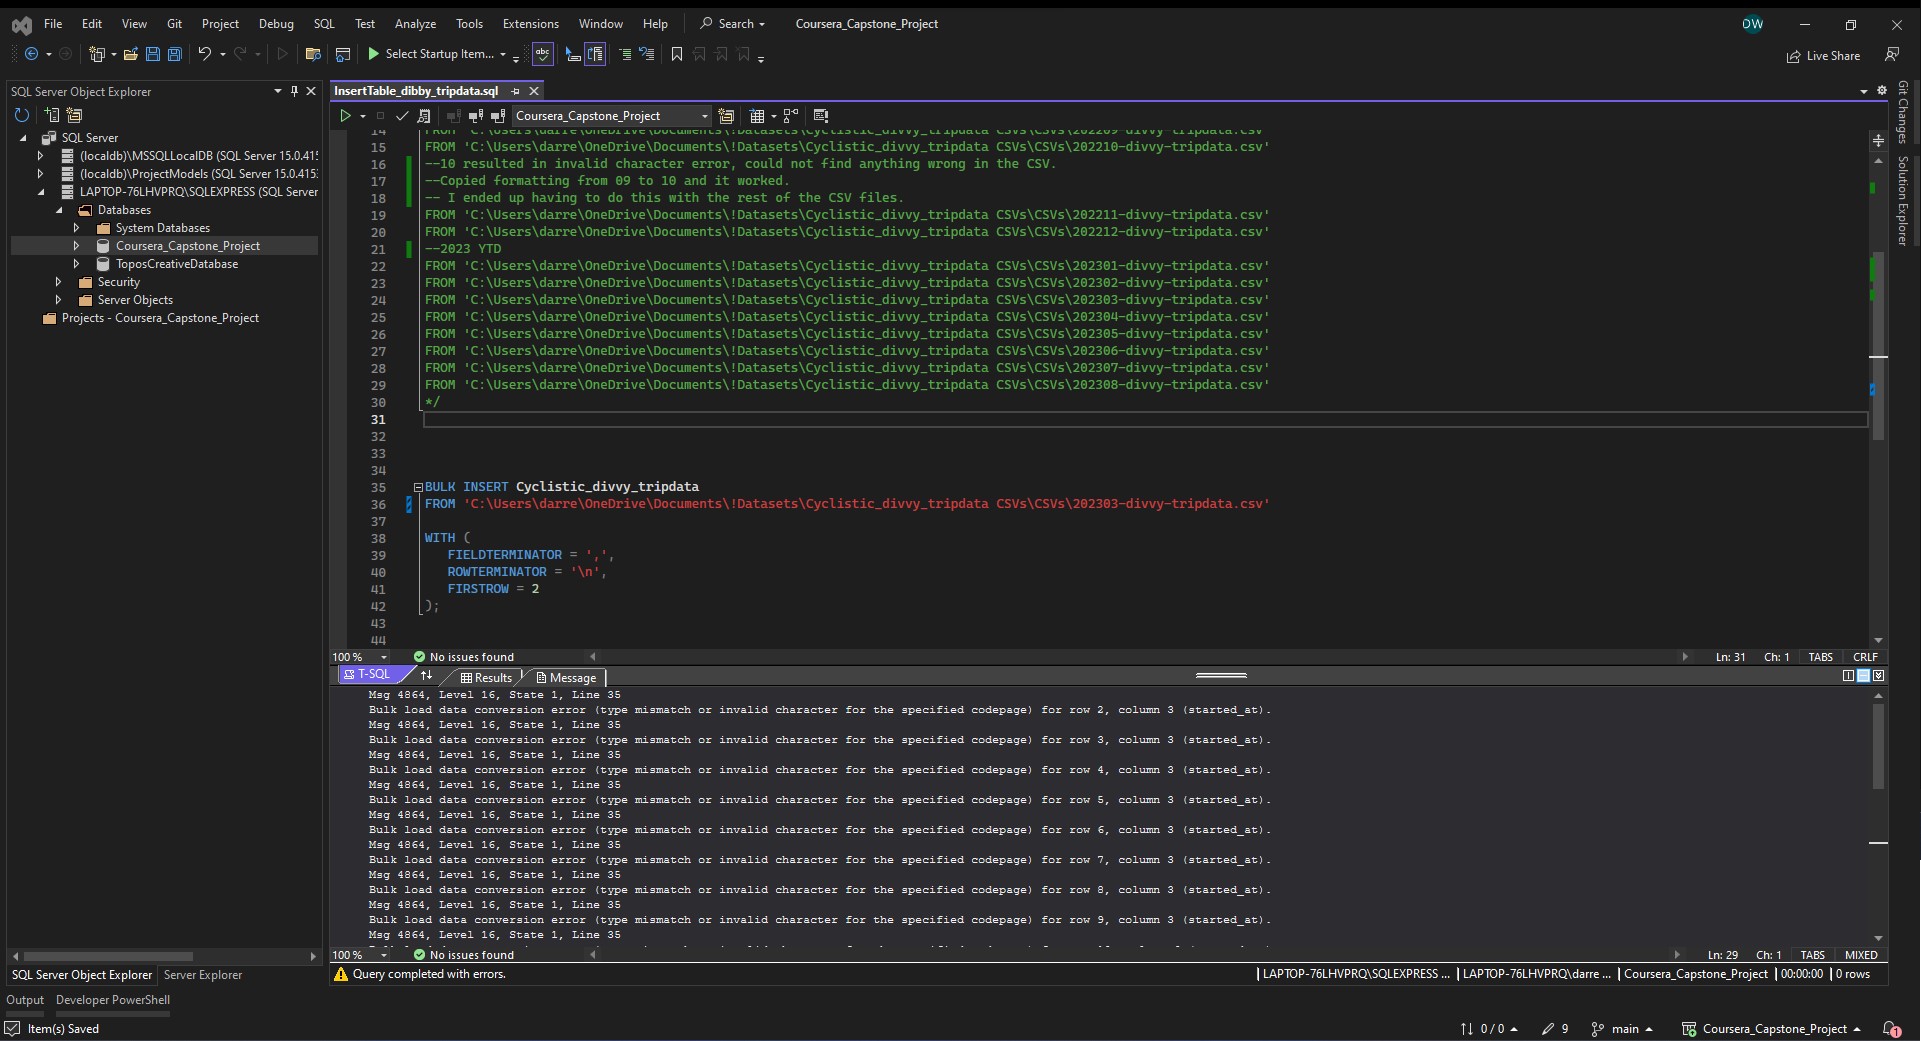 File Edit View Git Project Debug SQL Test Analyze Tools Extensions Window Help Search Coursera_Capstone_Project DW
Select Startup Item... Live Share
SQL Server Object Explorer
SQL Server
(localdb)\MSSQLLocalDB (SQL Server 15.0.415
(localdb)\ProjectModels (SQL Server 15.0.415
LAPTOP-76LHVPRQ\SQLEXPRESS (SQL Server
Databases
System Databases
Coursera_Capstone_Project
ToposCreativeDatabase
Security
Server Objects
Projects - Coursera_Capstone_Project
SQL Server Object Explorer Server Explorer
InsertTable_dibby_tripdata.sql
Coursera_Capstone_Project
14 FROM 'C:\Users\darre\OneDrive\Documents\!Datasets\Cyclistic_divvy_tripdata CSVs\CSVs\202209-divvy-tripdata.csv'
15 FROM 'C:\Users\darre\OneDrive\Documents\!Datasets\Cyclistic_divvy_tripdata CSVs\CSVs\202210-divvy-tripdata.csv'
16 --10 resulted in invalid character error, could not find anything wrong in the CSV.
17 --Copied formatting from 09 to 10 and it worked.
18 -- I ended up having to do this with the rest of the CSV files.
19 FROM 'C:\Users\darre\OneDrive\Documents\!Datasets\Cyclistic_divvy_tripdata CSVs\CSVs\202211-divvy-tripdata.csv'
20 FROM 'C:\Users\darre\OneDrive\Documents\!Datasets\Cyclistic_divvy_tripdata CSVs\CSVs\202212-divvy-tripdata.csv'
21 --2023 YTD
22 FROM 'C:\Users\darre\OneDrive\Documents\!Datasets\Cyclistic_divvy_tripdata CSVs\CSVs\202301-divvy-tripdata.csv'
23 FROM 'C:\Users\darre\OneDrive\Documents\!Datasets\Cyclistic_divvy_tripdata CSVs\CSVs\202302-divvy-tripdata.csv'
24 FROM 'C:\Users\darre\OneDrive\Documents\!Datasets\Cyclistic_divvy_tripdata CSVs\CSVs\202303-divvy-tripdata.csv'
25 FROM 'C:\Users\darre\OneDrive\Documents\!Datasets\Cyclistic_divvy_tripdata CSVs\CSVs\202304-divvy-tripdata.csv'
26 FROM 'C:\Users\darre\OneDrive\Documents\!Datasets\Cyclistic_divvy_tripdata CSVs\CSVs\202305-divvy-tripdata.csv'
27 FROM 'C:\Users\darre\OneDrive\Documents\!Datasets\Cyclistic_divvy_tripdata CSVs\CSVs\202306-divvy-tripdata.csv'
28 FROM 'C:\Users\darre\OneDrive\Documents\!Datasets\Cyclistic_divvy_tripdata CSVs\CSVs\202307-divvy-tripdata.csv'
29 FROM 'C:\Users\darre\OneDrive\Documents\!Datasets\Cyclistic_divvy_tripdata CSVs\CSVs\202308-divvy-tripdata.csv'
30 */
31
32
33
34
35 BULK INSERT Cyclistic_divvy_tripdata
36 FROM 'C:\Users\darre\OneDrive\Documents\!Datasets\Cyclistic_divvy_tripdata CSVs\CSVs\202303-divvy-tripdata.csv'
37
38 WITH (
39 FIELDTERMINATOR = ',',
40 ROWTERMINATOR = '\n',
41 FIRSTROW = 2
42 );
43
44
100 % No issues found Ln: 31 Ch: 1 TABS CRLF
T-SQL Results Message
Msg 4864, Level 16, State 1, Line 35
Bulk load data conversion error (type mismatch or invalid character for the specified codepage) for row 2, column 3 (started_at).
Msg 4864, Level 16, State 1, Line 35
Bulk load data conversion error (type mismatch or invalid character for the specified codepage) for row 3, column 3 (started_at).
Msg 4864, Level 16, State 1, Line 35
Bulk load data conversion error (type mismatch or invalid character for the specified codepage) for row 4, column 3 (started_at).
Msg 4864, Level 16, State 1, Line 35
Bulk load data conversion error (type mismatch or invalid character for the specified codepage) for row 5, column 3 (started_at).
Msg 4864, Level 16, State 1, Line 35
Bulk load data conversion error (type mismatch or invalid character for the specified codepage) for row 6, column 3 (started_at).
Msg 4864, Level 16, State 1, Line 35
Bulk load data conversion error (type mismatch or invalid character for the specified codepage) for row 7, column 3 (started_at).
Msg 4864, Level 16, State 1, Line 35
Bulk load data conversion error (type mismatch or invalid character for the specified codepage) for row 8, column 3 (started_at).
Msg 4864, Level 16, State 1, Line 35
Bulk load data conversion error (type mismatch or invalid character for the specified codepage) for row 9, column 3 (started_at).
Msg 4864, Level 16, State 1, Line 35
100 % No issues found Ln: 29 Ch: 1 TABS MIXED
Query completed with errors. LAPTOP-76LHVPRQ\SQLEXPRESS ... LAPTOP-76LHVPRQ\darre ... Coursera_Capstone_Project 00:00:00 0 rows
Git Changes
Solution Explorer
Output Developer PowerShell
Item(s) Saved 0 / 0 9 main Coursera_Capstone_Project 1